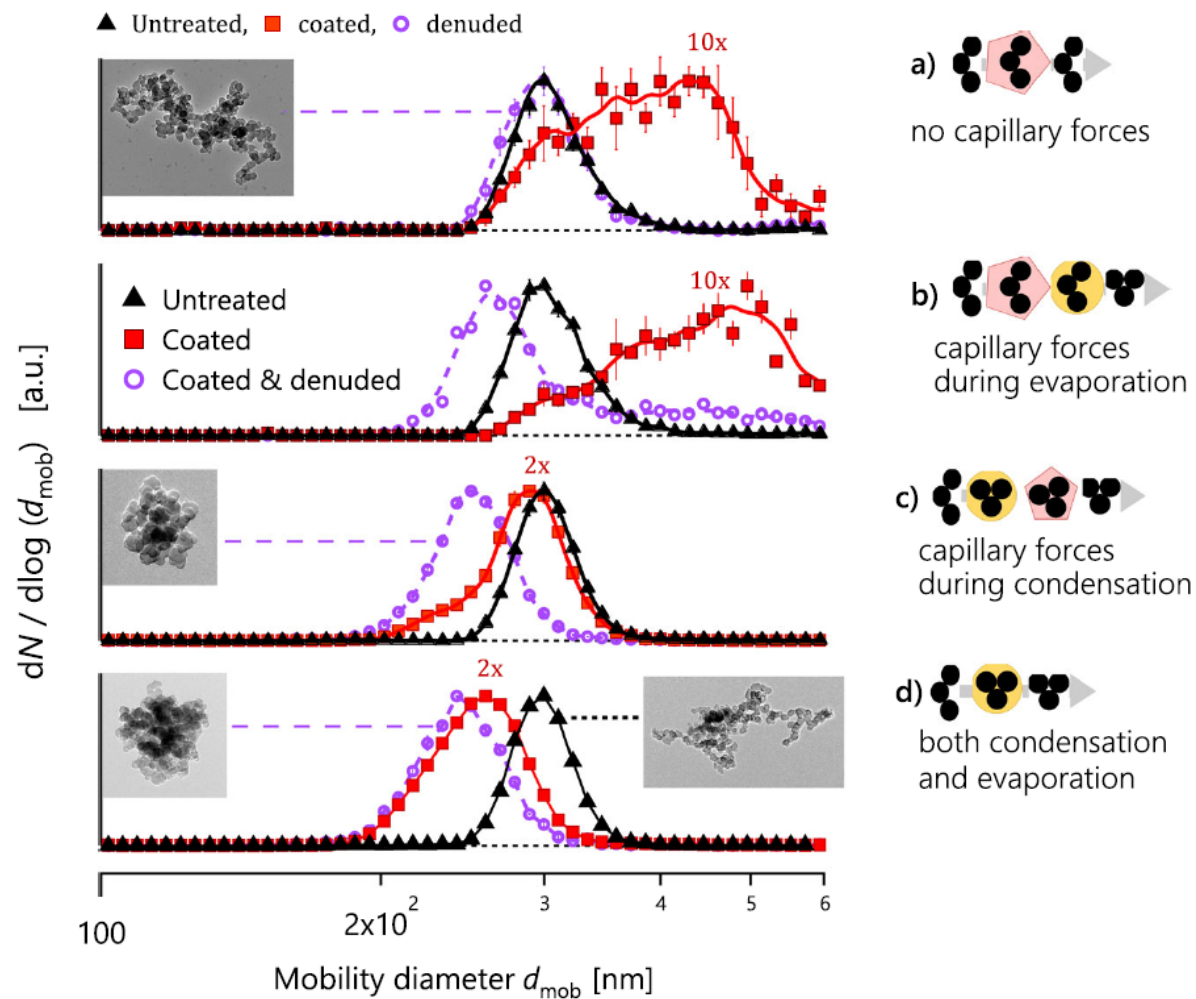 Untreated, coated, denuded
10x
a)
no capillary forces
10x
Untreated
Coated
Coated & denuded
b)
capillary forces
during evaporation
2x
c)
capillary forces
during condensation
2x
d)
both condensation
and evaporation
dN / dlog (dmob) [a.u.]
100
2x10²
3
4
5
6
Mobility diameter dmob [nm]